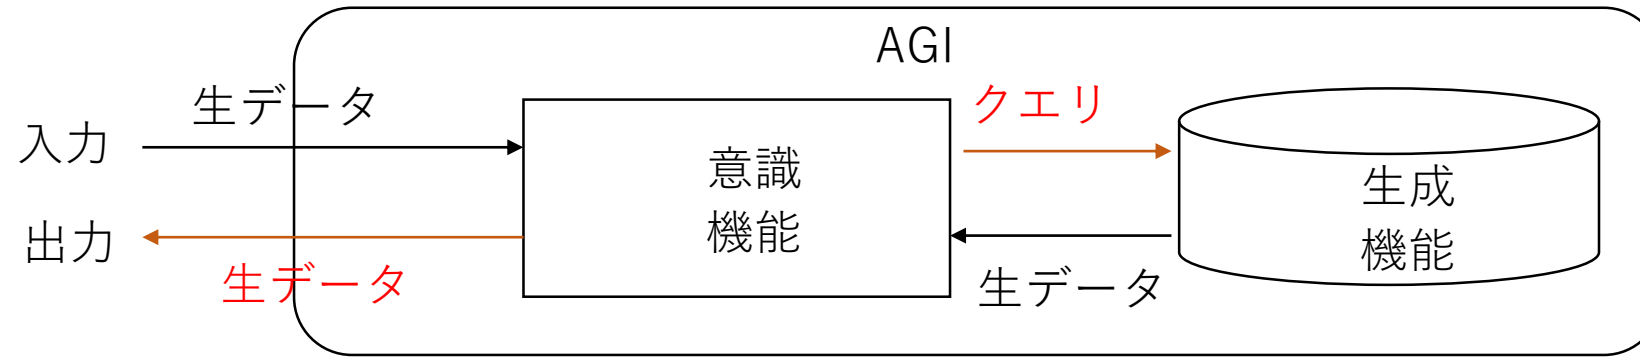 AGI
生データ
クエリ
入力
意識
機能
生成
機能
出力
生データ
生データ